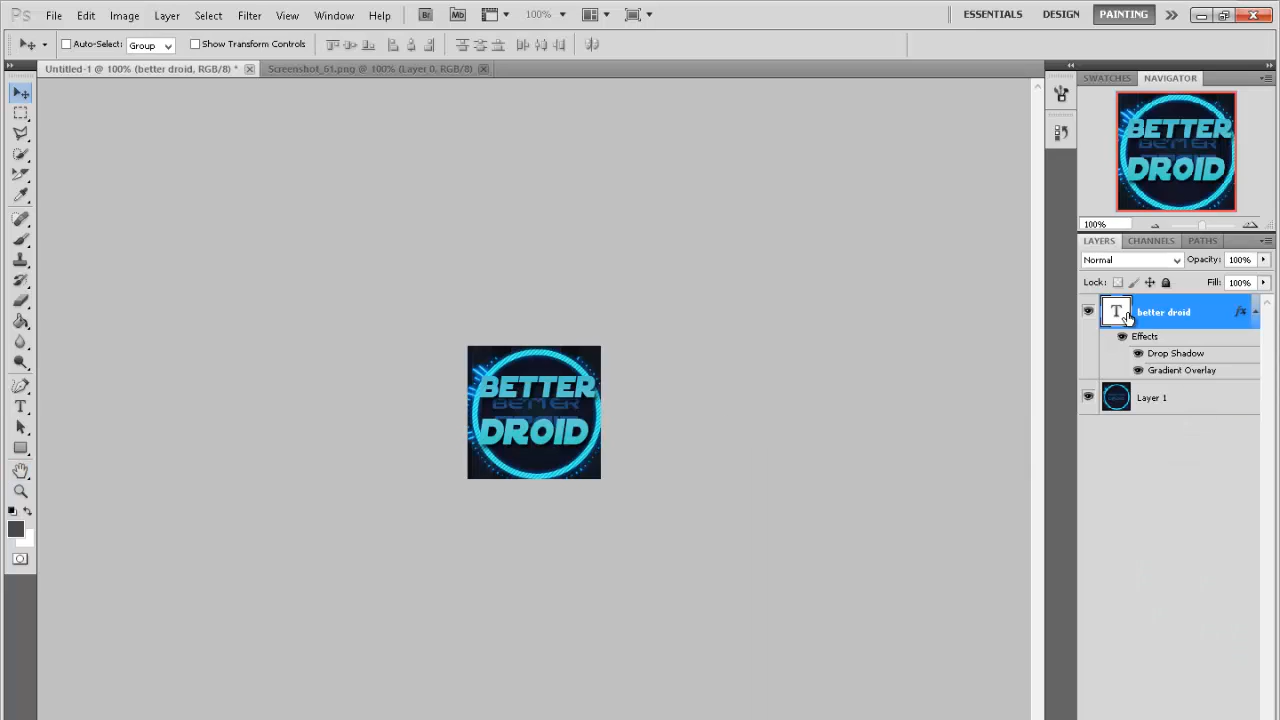 Ps File Edit Image Layer Select Filter View Window Help Br Mb 100% ESSENTIALS DESIGN PAINTING
Auto-Select: Group Show Transform Controls
Untitled-1 @ 100% (better droid, RGB/8) * Screenshot_61.png @ 100% (Layer 0, RGB/8)
SWATCHES NAVIGATOR
BETTER
BETTER
DROID
100%
LAYERS CHANNELS PATHS
Normal Opacity: 100%
Lock: Fill: 100%
T better droid fx
Effects
Drop Shadow
Gradient Overlay
Layer 1
BETTER
BETTER
DROID